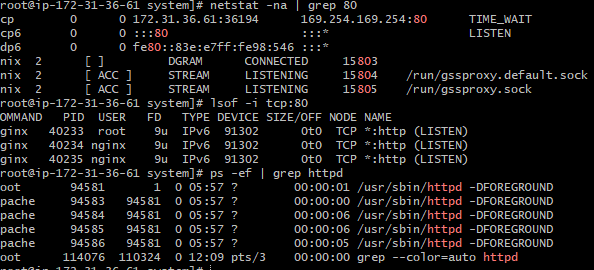 root@ip-172-31-36-61 system]# netstat -na | grep 80
cp 0 0 172.31.36.61:36194 169.254.169.254:80 TIME_WAIT
cp 0 0 :::80 :::* LISTEN
dp6 0 0 fe80::83e:e7ff:fe98:546 :::*
nix 2 [ ] DGRAM CONNECTED 15803
nix 2 [ ACC ] STREAM LISTENING 15804 /run/gssproxy.default.sock
nix 2 [ ACC ] STREAM LISTENING 15805 /run/gssproxy.sock
root@ip-172-31-36-61 system]# lsof -i tcp:80
OMMAND PID USER FD TYPE DEVICE SIZE/OFF NODE NAME
ginx 40233 root 9u IPv6 91302 0t0 TCP *:http (LISTEN)
ginx 40234 nginx 9u IPv6 91302 0t0 TCP *:http (LISTEN)
ginx 40235 nginx 9u IPv6 91302 0t0 TCP *:http (LISTEN)
root@ip-172-31-36-61 system]# ps -ef | grep httpd
oot 94581 1 0 05:57 ? 00:00:01 /usr/sbin/httpd -DFOREGROUND
pache 94583 94581 0 05:57 ? 00:00:00 /usr/sbin/httpd -DFOREGROUND
pache 94584 94581 0 05:57 ? 00:00:06 /usr/sbin/httpd -DFOREGROUND
pache 94585 94581 0 05:57 ? 00:00:06 /usr/sbin/httpd -DFOREGROUND
pache 94586 94581 0 05:57 ? 00:00:05 /usr/sbin/httpd -DFOREGROUND
oot 114076 110324 0 12:09 pts/3 00:00:00 grep --color=auto httpd